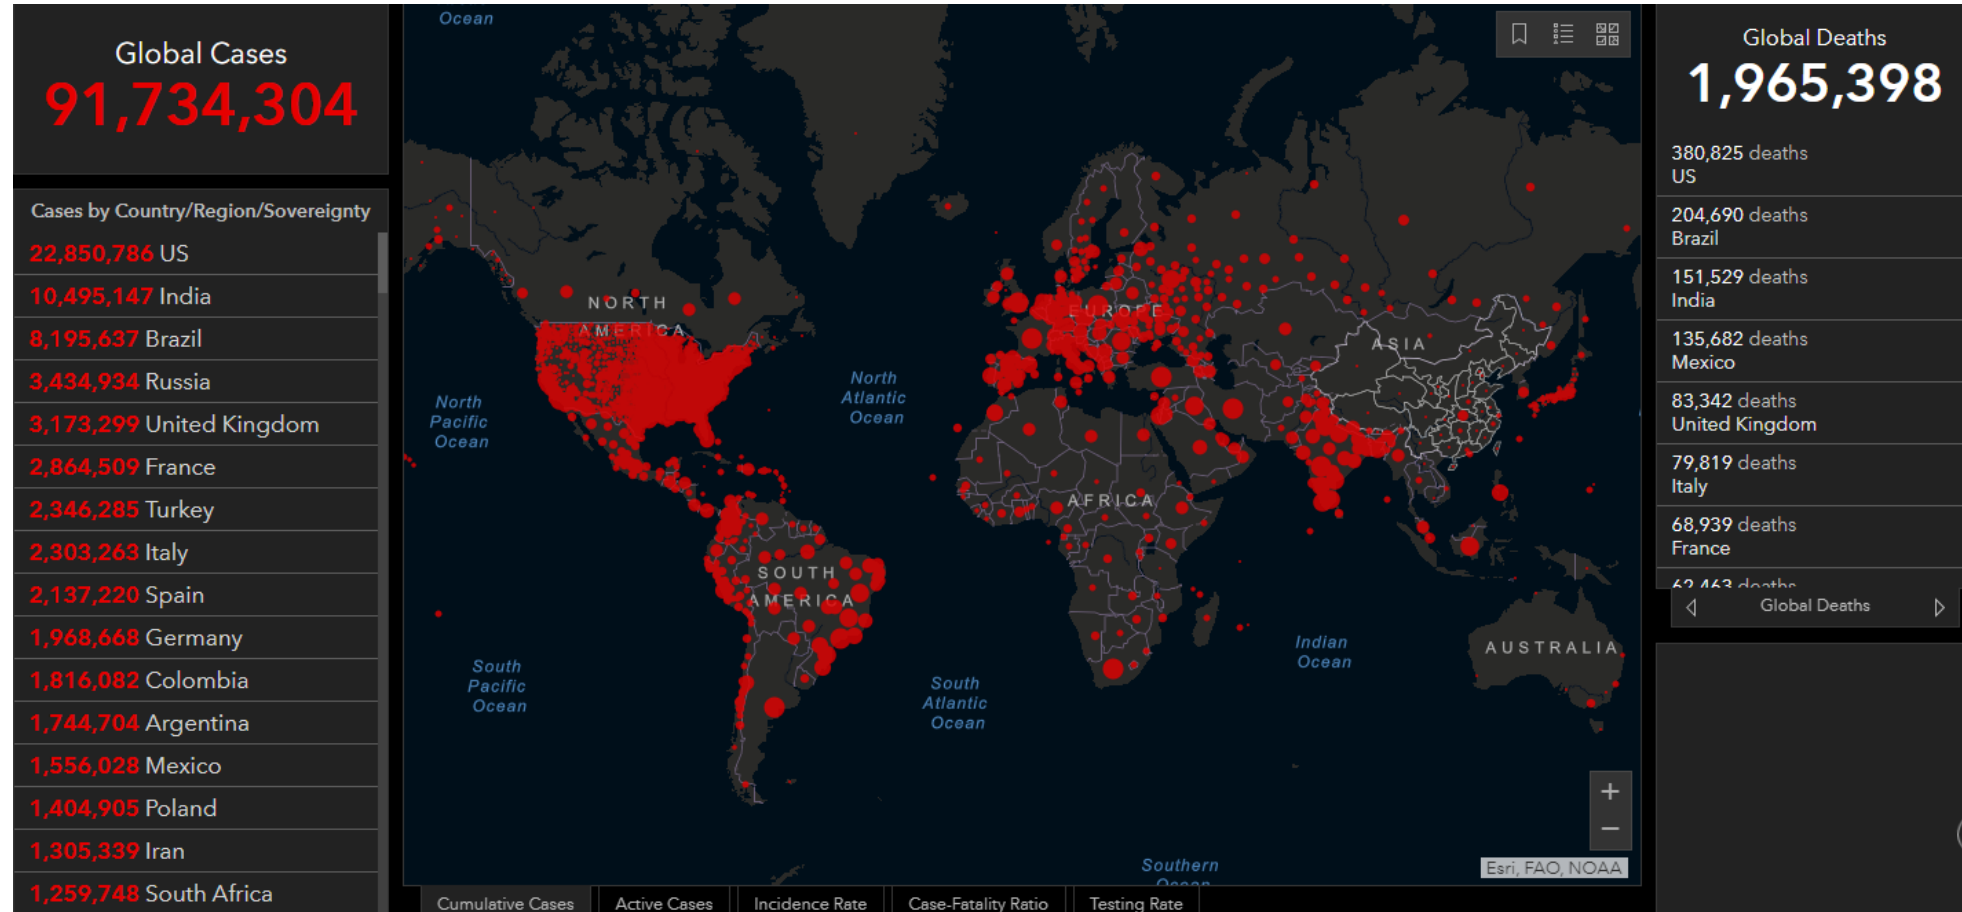 Global Cases
91,734,304
Cases by Country/Region/Sovereignty
22,850,786 US
10,495,147 India
8,195,637 Brazil
3,434,934 Russia
3,173,299 United Kingdom
2,864,509 France
2,346,285 Turkey
2,303,263 Italy
2,137,220 Spain
1,968,668 Germany
1,816,082 Colombia
1,744,704 Argentina
1,556,028 Mexico
1,404,905 Poland
1,305,339 Iran
1,259,748 South Africa
Ocean
NORTH
AMERICA
EUROPE
ASIA
North
Atlantic
Ocean
North
Pacific
Ocean
AFRICA
SOUTH
AMERICA
Indian
Ocean
AUSTRALIA
South
Pacific
Ocean
South
Atlantic
Ocean
Southern
Ocean
Esri, FAO, NOAA
+
−
Cumulative Cases
Active Cases
Incidence Rate
Case-Fatality Ratio
Testing Rate
Global Deaths
1,965,398
380,825 deaths
US
204,690 deaths
Brazil
151,529 deaths
India
135,682 deaths
Mexico
83,342 deaths
United Kingdom
79,819 deaths
Italy
68,939 deaths
France
62,463 deaths
Global Deaths